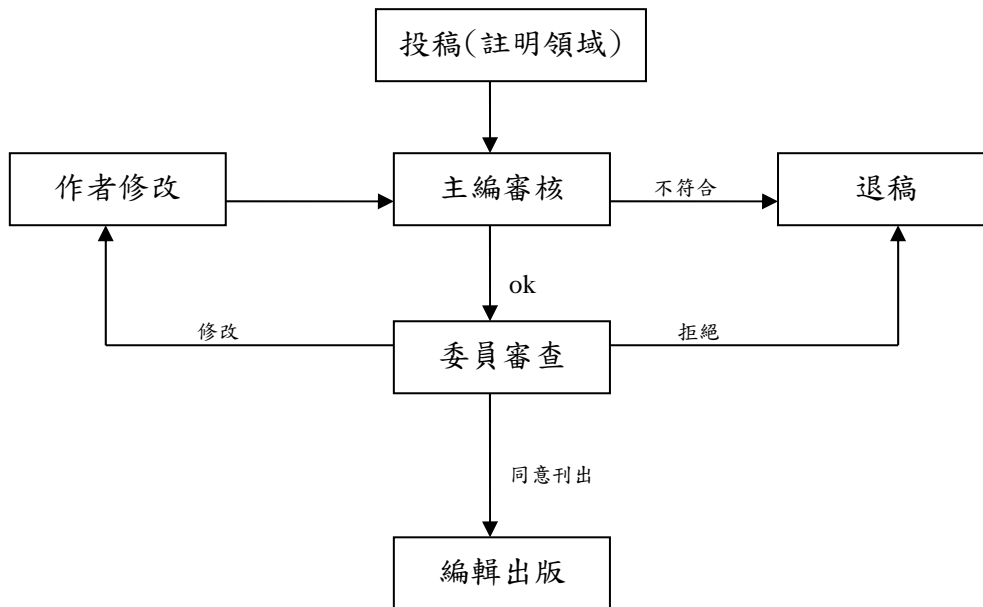 投稿(註明領域)
作者修改
主編審核
不符合
退稿
ok
修改
委員審查
拒絕
同意刊出
編輯出版